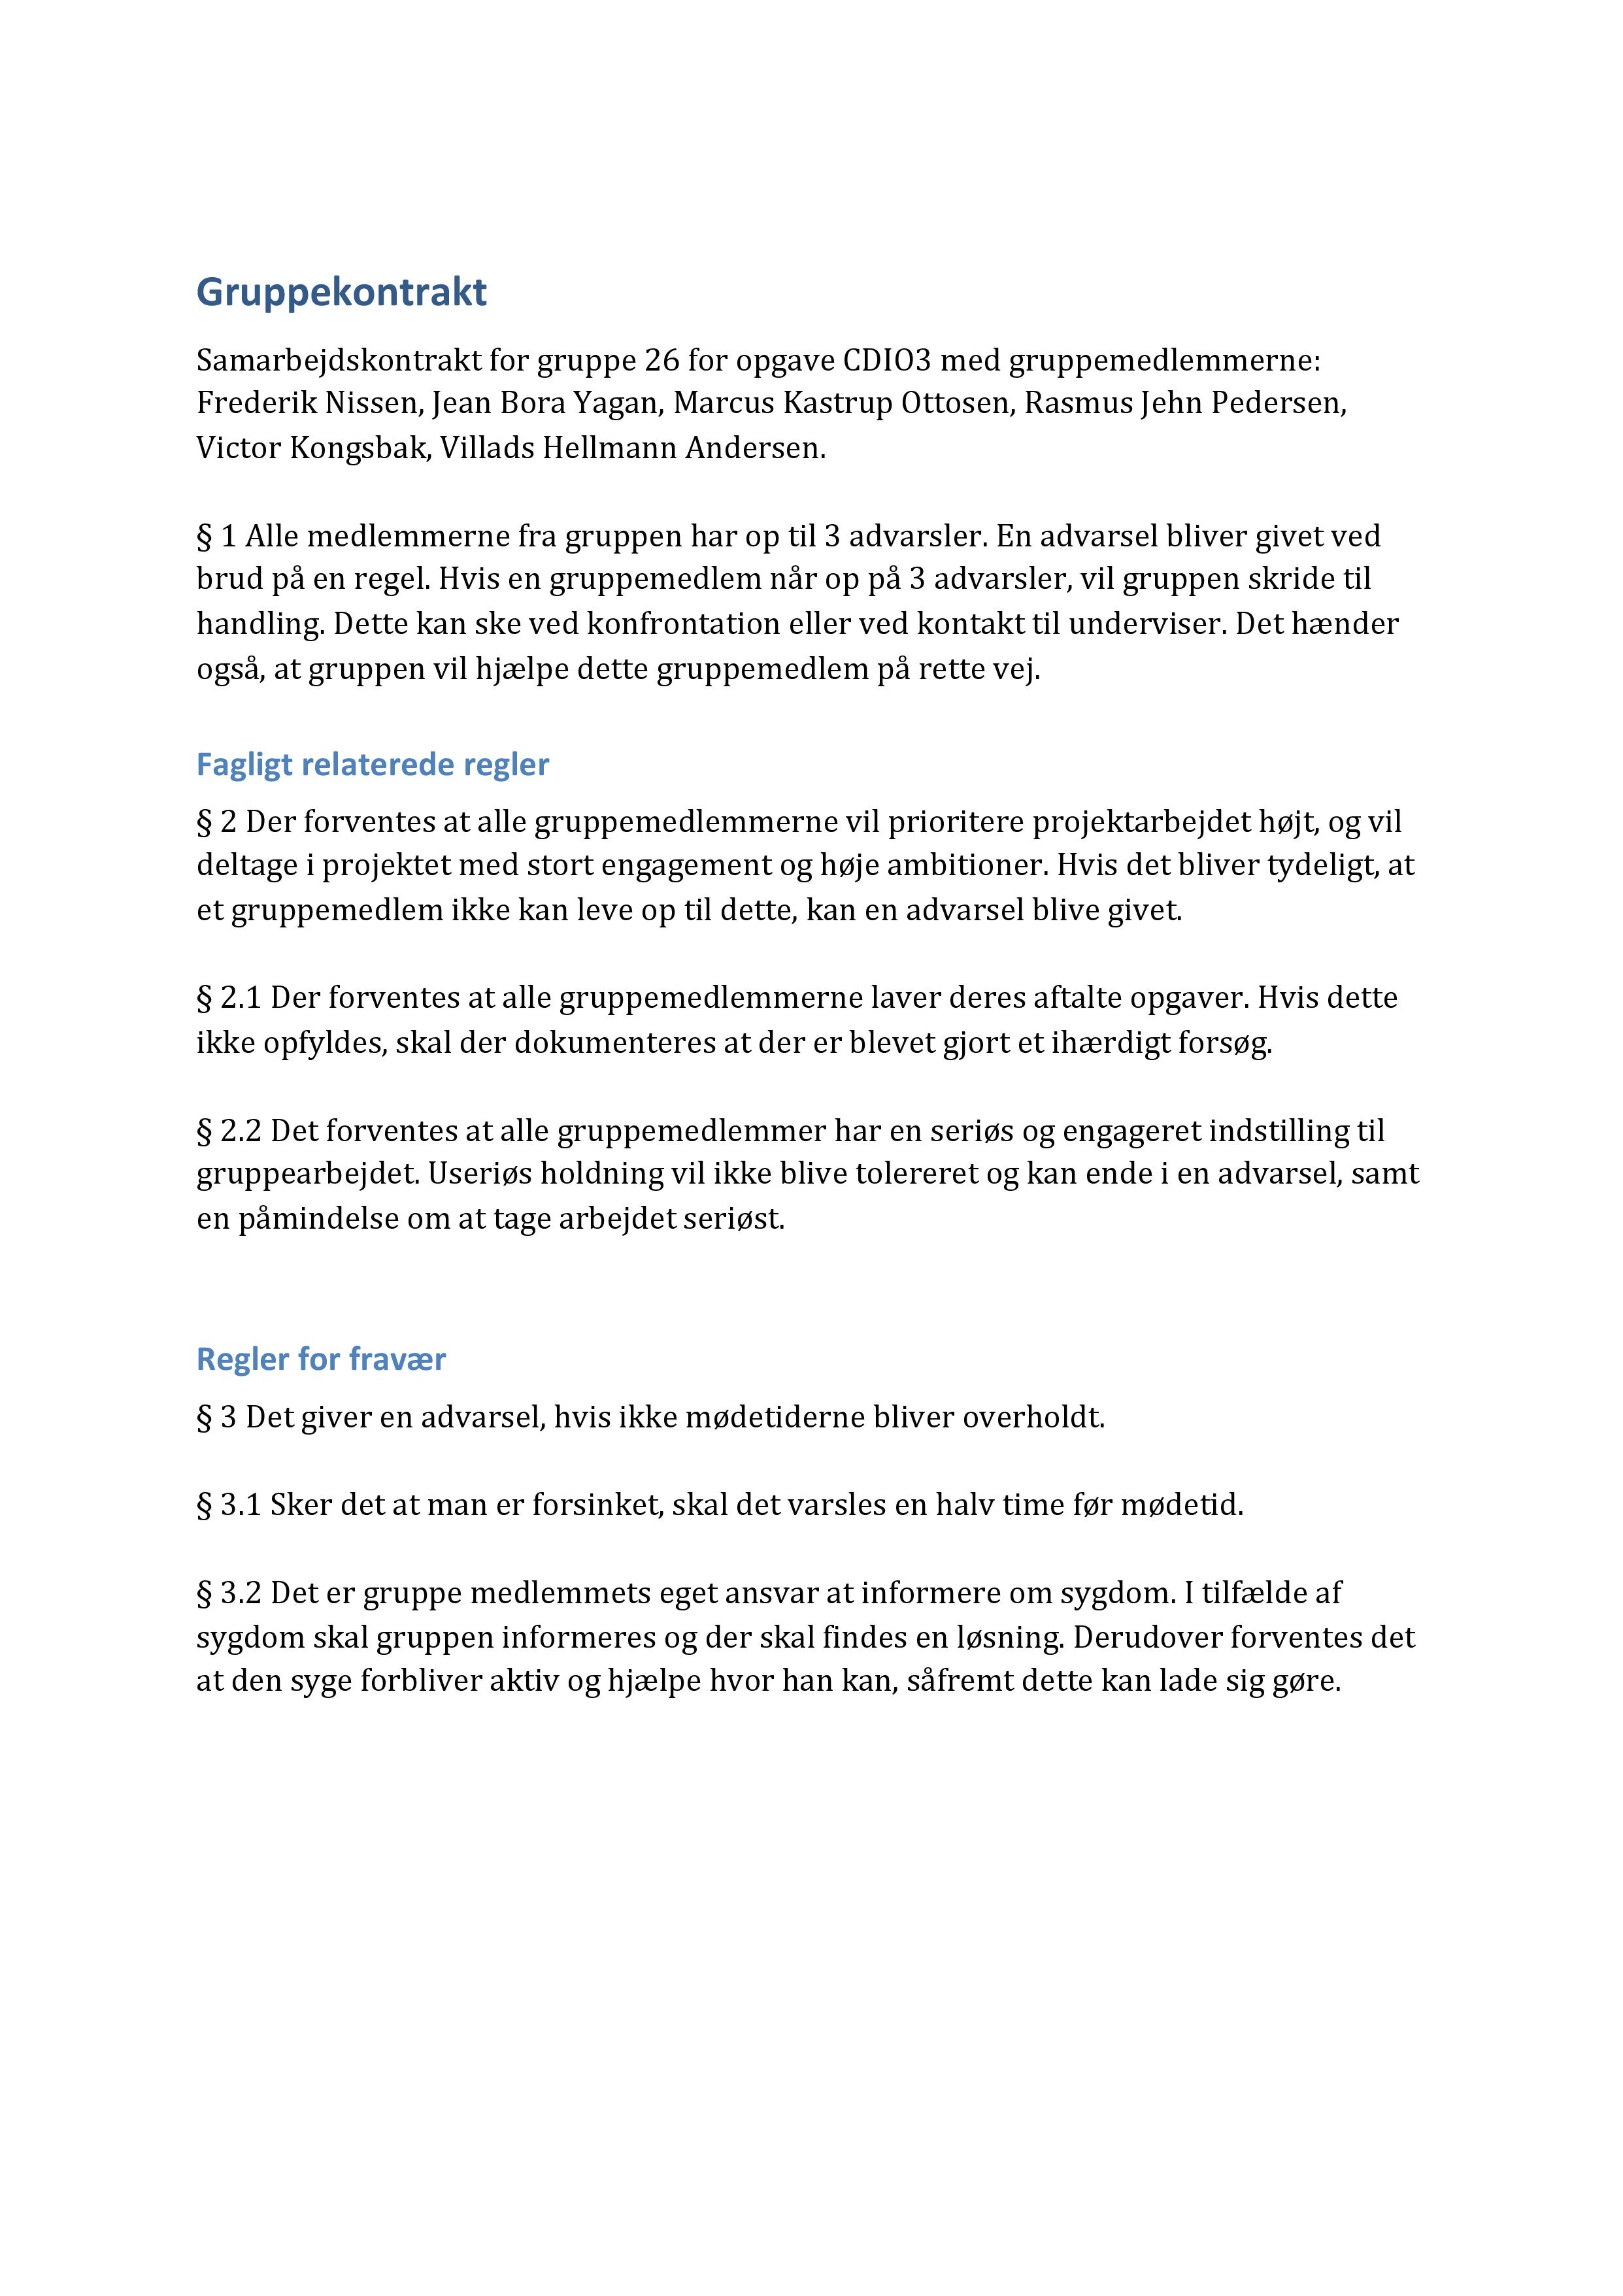 Gruppekontrakt
Samarbejdskontrakt for gruppe 26 for opgave CDIO3 med gruppemedlemmerne:
Frederik Nissen, Jean Bora Yagan, Marcus Kastrup Ottosen, Rasmus Jehn Pedersen,
Victor Kongsbak, Villads Hellmann Andersen.
§ 1 Alle medlemmerne fra gruppen har op til 3 advarsler. En advarsel bliver givet ved
brud på en regel. Hvis en gruppemedlem når op på 3 advarsler, vil gruppen skride til
handling. Dette kan ske ved konfrontation eller ved kontakt til underviser. Det hænder
også, at gruppen vil hjælpe dette gruppemedlem på rette vej.
Fagligt relaterede regler
§ 2 Der forventes at alle gruppemedlemmerne vil prioritere projektarbejdet højt, og vil
deltage i projektet med stort engagement og høje ambitioner. Hvis det bliver tydeligt, at
et gruppemedlem ikke kan leve op til dette, kan en advarsel blive givet.
§ 2.1 Der forventes at alle gruppemedlemmerne laver deres aftalte opgaver. Hvis dette
ikke opfyldes, skal der dokumenteres at der er blevet gjort et ihærdigt forsøg.
§ 2.2 Det forventes at alle gruppemedlemmer har en seriøs og engageret indstilling til
gruppearbejdet. Useriøs holdning vil ikke blive tolereret og kan ende i en advarsel, samt
en påmindelse om at tage arbejdet seriøst.
Regler for fravær
§ 3 Det giver en advarsel, hvis ikke mødetiderne bliver overholdt.
§ 3.1 Sker det at man er forsinket, skal det varsles en halv time før mødetid.
§ 3.2 Det er gruppe medlemmets eget ansvar at informere om sygdom. I tilfælde af
sygdom skal gruppen informeres og der skal findes en løsning. Derudover forventes det
at den syge forbliver aktiv og hjælpe hvor han kan, såfremt dette kan lade sig gøre.